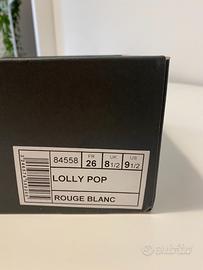 84558 FR 26 UK 8 1/2 US 9 1/2
LOLLY POP
ROUGE BLANC
subito